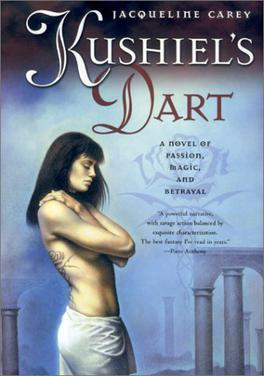 JACQUELINE CAREY
KUSHIEL'S
DART
A NOVEL OF
PASSION,
MAGIC,
AND
BETRAYAL
"A powerful narrative,
with savage action balanced by
exquisite characterization.
The best fantasy I've read in years."
—Piers Anthony